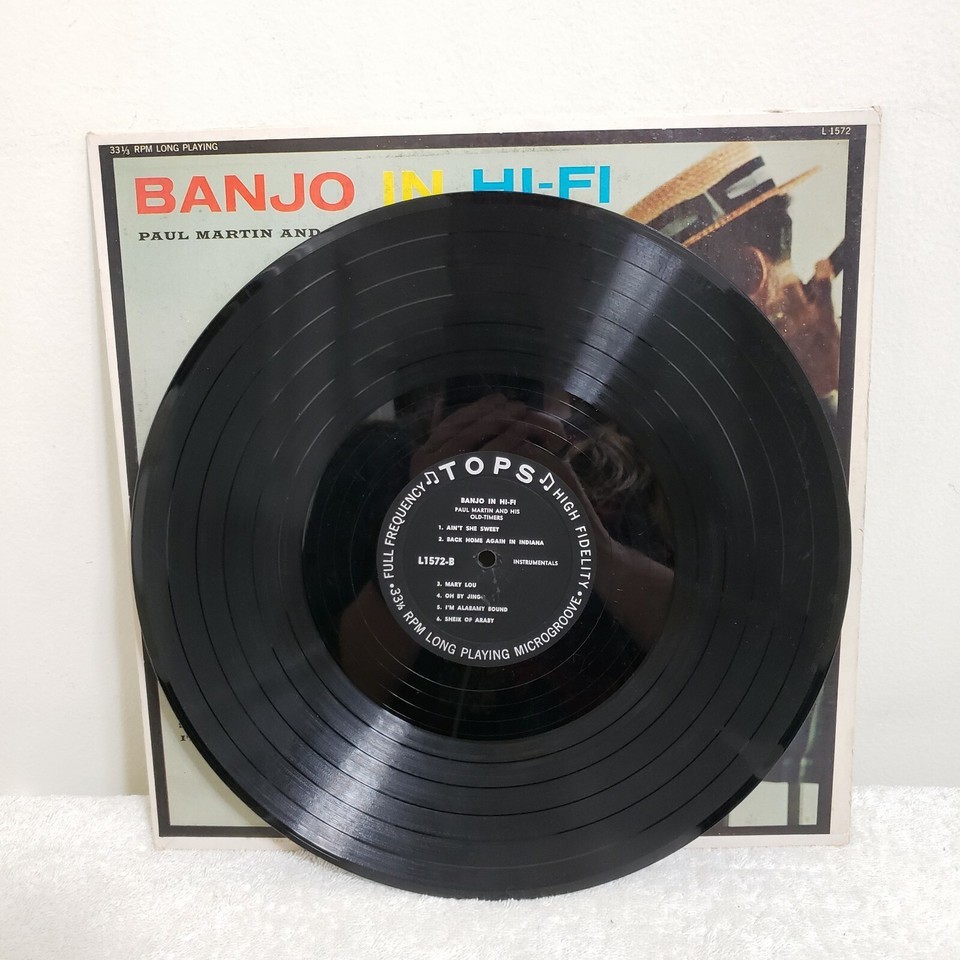 33⅓ RPM LONG PLAYING
L 1572
BANJO IN HI-FI
PAUL MARTIN AND
TOPS
HIGH FIDELITY
FULL FREQUENCY
33⅓ RPM LONG PLAYING MICROGROOVE
BANJO IN HI-FI
PAUL MARTIN AND HIS
OLD-TIMERS
1. AIN'T SHE SWEET
2. BACK HOME AGAIN IN INDIANA
L1572-B
INSTRUMENTALS
3. MARY LOU
4. OH BY JINGO
5. I'M ALABAMY BOUND
6. SHEIK OF ARABY